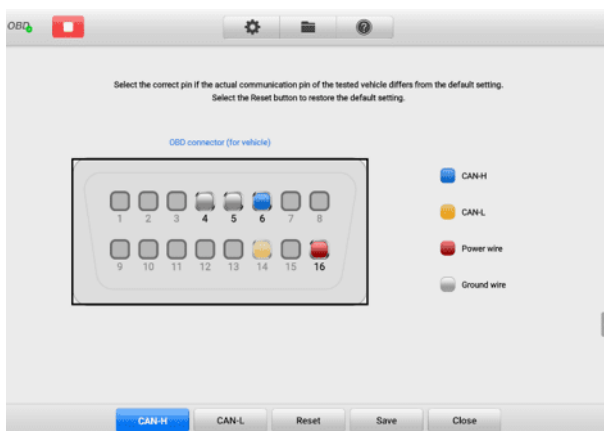 OBD
Select the correct pin if the actual communication pin of the tested vehicle differs from the default setting.
Select the Reset button to restore the default setting.
OBD connector (for vehicle)
1 2 3 4 5 6 7 8
9 10 11 12 13 14 15 16
CAN-H
CAN-L
Power wire
Ground wire
CAN-H CAN-L Reset Save Close